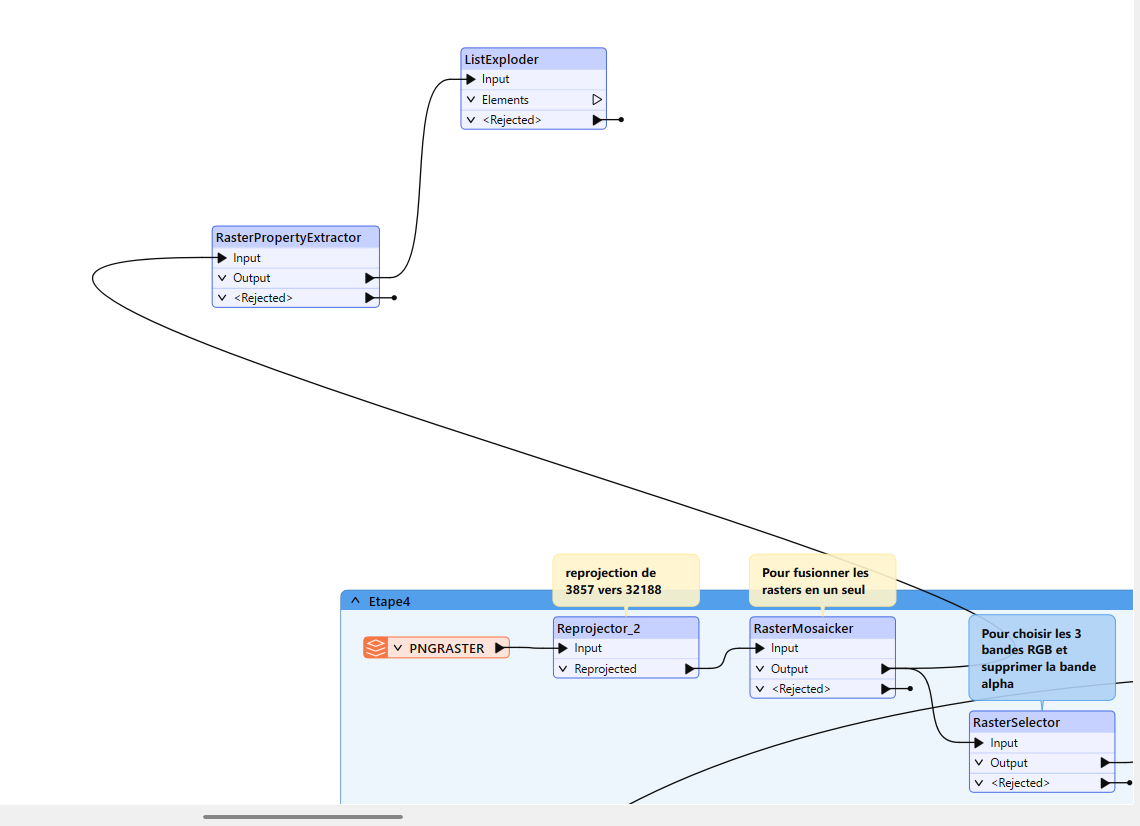 ListExploder
Input
Elements
<Rejected>
RasterPropertyExtractor
Input
Output
<Rejected>
reprojection de
3857 vers 32188
Pour fusionner les
rasters en un seul
Etape4
Reprojector_2
Input
Reprojected
PNGRASTER
RasterMosaicker
Input
Output
<Rejected>
Pour choisir les 3
bandes RGB et
supprimer la bande
alpha
RasterSelector
Input
Output
<Rejected>